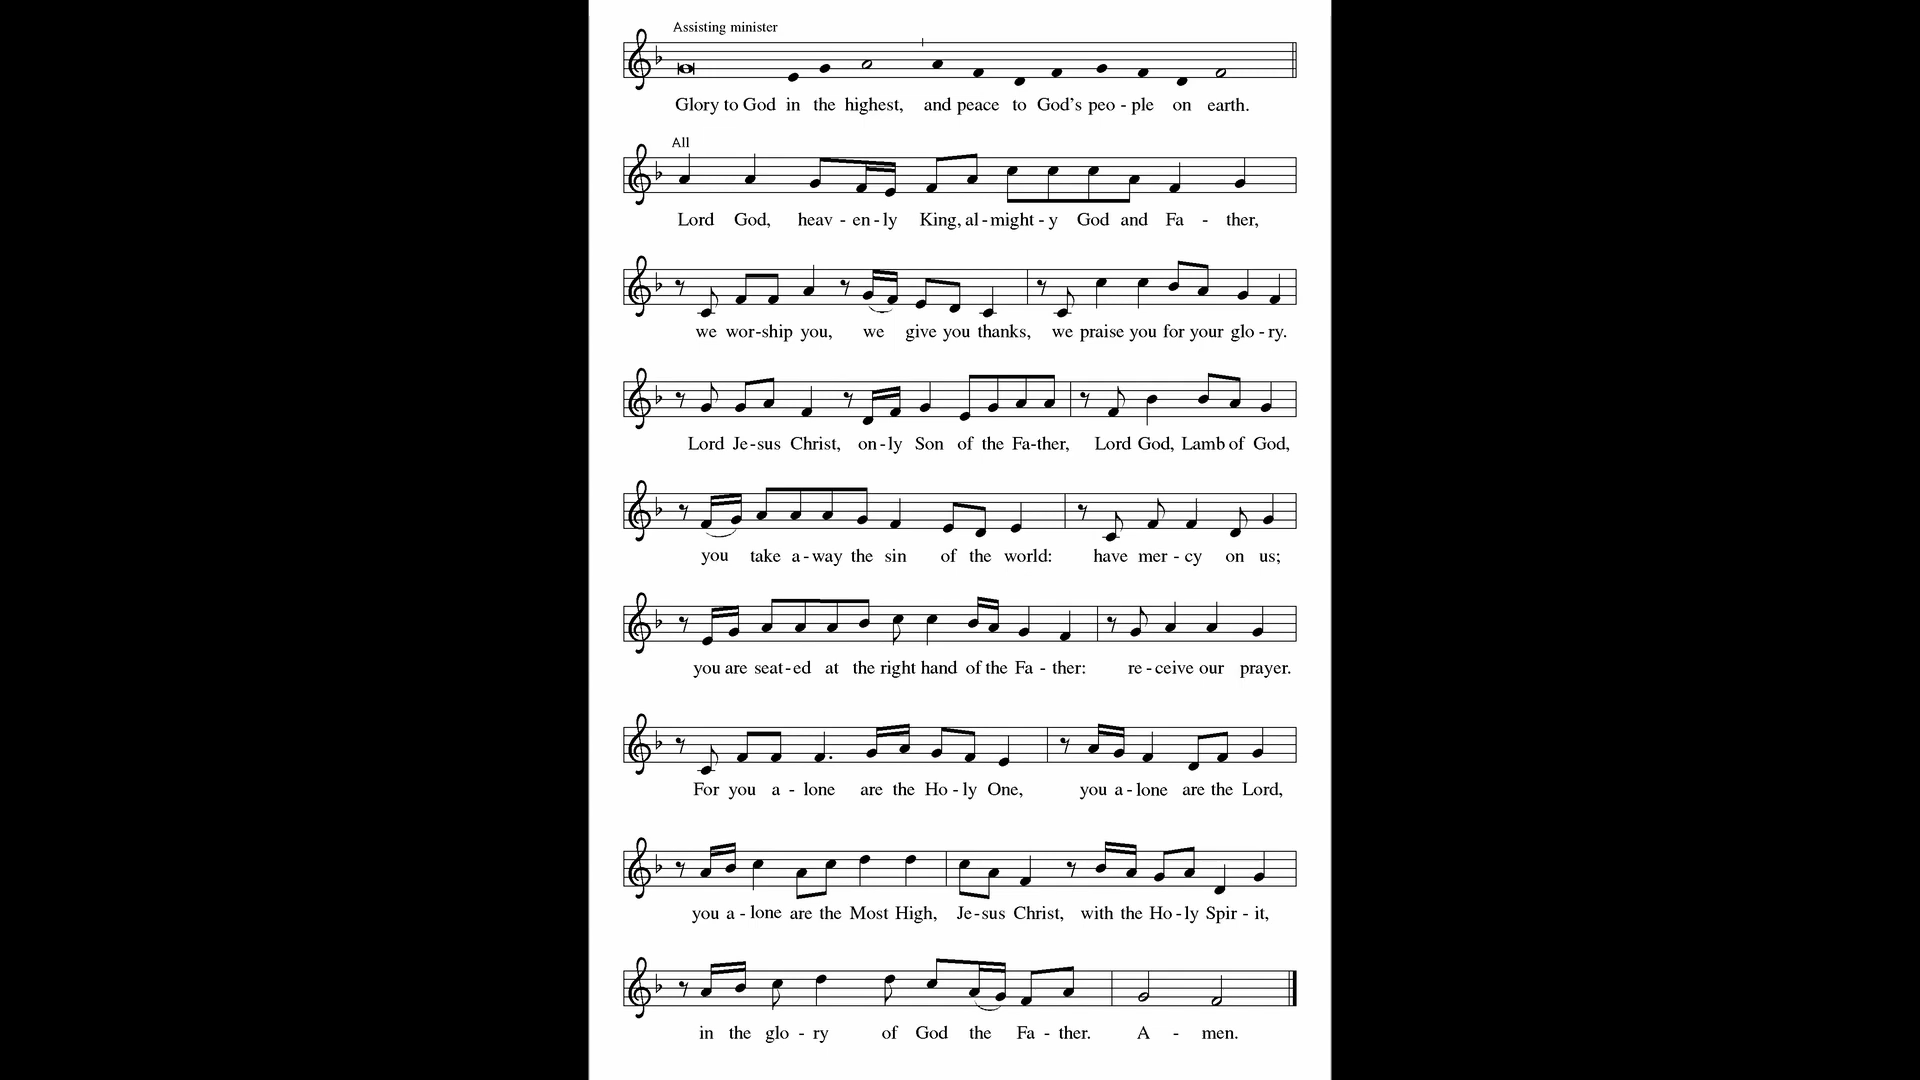 Assisting minister
Glory to God in the highest, and peace to God's peo - ple on earth.
All
Lord God, heav - en - ly King, al - might - y God and Fa - ther,
we wor - ship you, we give you thanks, we praise you for your glo - ry.
Lord Je - sus Christ, on - ly Son of the Fa - ther, Lord God, Lamb of God,
you take a - way the sin of the world: have mer - cy on us;
you are seat - ed at the right hand of the Fa - ther: re - ceive our prayer.
For you a - lone are the Ho - ly One, you a - lone are the Lord,
you a - lone are the Most High, Je - sus Christ, with the Ho - ly Spir - it,
in the glo - ry of God the Fa - ther. A - men.